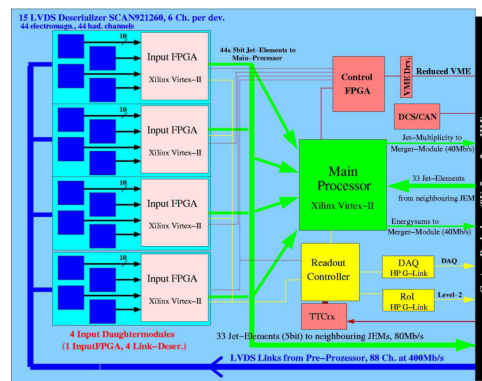 15 LVDS Deserializer SCAN921260, 6 Ch. per dev.
44 electromagn., 44 had. channels
10
Input FPGA
Xilinx Virtex-II
Input FPGA
Xilinx Virtex-II
10
Input FPGA
Xilinx Virtex-II
10
Input FPGA
Xilinx Virtex-II
4 Input Daughtermodules
(1 InputFPGA, 4 Link-Deser.)
44x 5bit Jet-Elements to
Main-Processor
Control
FPGA
VME Drv.
Reduced VME
DCS/CAN
Jet-Multiplicity to
Merger-Module (40Mb/s)
Main
Processor
Xilinx Virtex-II
33 Jet-Elements
from neighbouring JEM
Energysums to
Merger-Module (40Mb/s)
Readout
Controller
DAQ
HP G-Link
DAQ
RoI
HP G-Link
Level-2
TTCrx
33 Jet-Elements (5bit) to neighbouring JEMs, 80Mb/s
LVDS Links from Pre-Prozessor, 88 Ch. at 400Mb/s